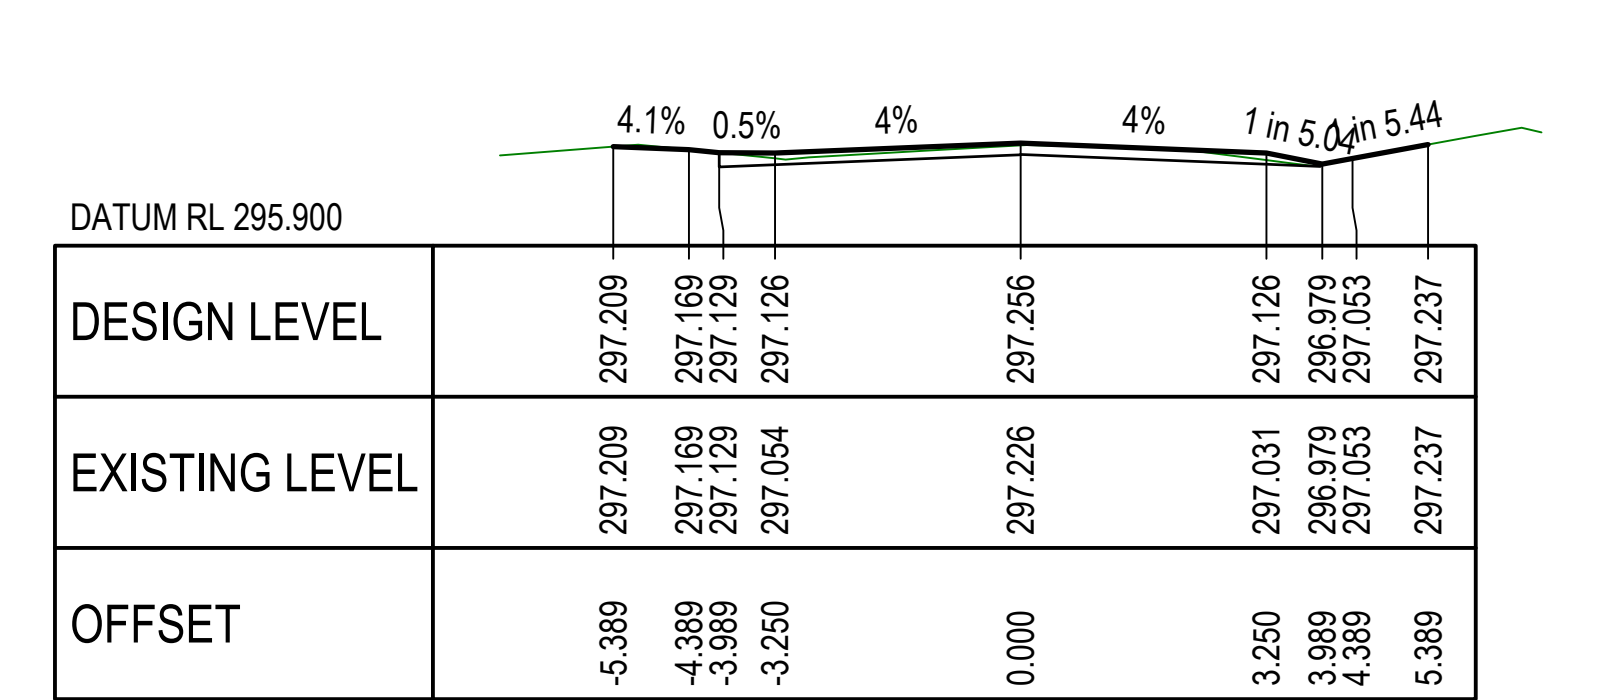 4.1% 0.5% 4% 4% 1 in 5.04 1 in 5.44
DATUM RL 295.900
DESIGN LEVEL 297.209 297.169 297.129 297.126 297.256 297.126 296.979 297.053 297.237
EXISTING LEVEL 297.209 297.169 297.129 297.054 297.226 297.031 296.979 297.053 297.237
OFFSET -5.389 -4.389 -3.989 -3.250 0.000 3.250 3.989 4.389 5.389